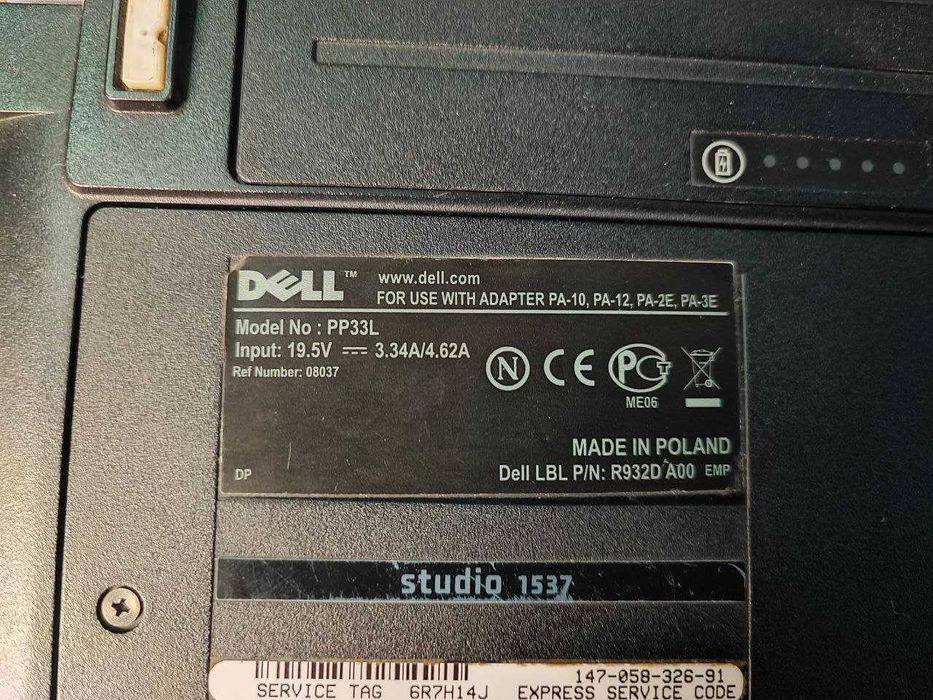 DELL™ www.dell.com
FOR USE WITH ADAPTER PA-10, PA-12, PA-2E, PA-3E
Model No : PP33L
Input: 19.5V ⎓ 3.34A/4.62A
Ref Number: 08037
N CE PCT
ME06
MADE IN POLAND
DP Dell LBL P/N: R932D A00 EMP
studio 1537
147-058-326-91
SERVICE TAG 6R7H14J EXPRESS SERVICE CODE